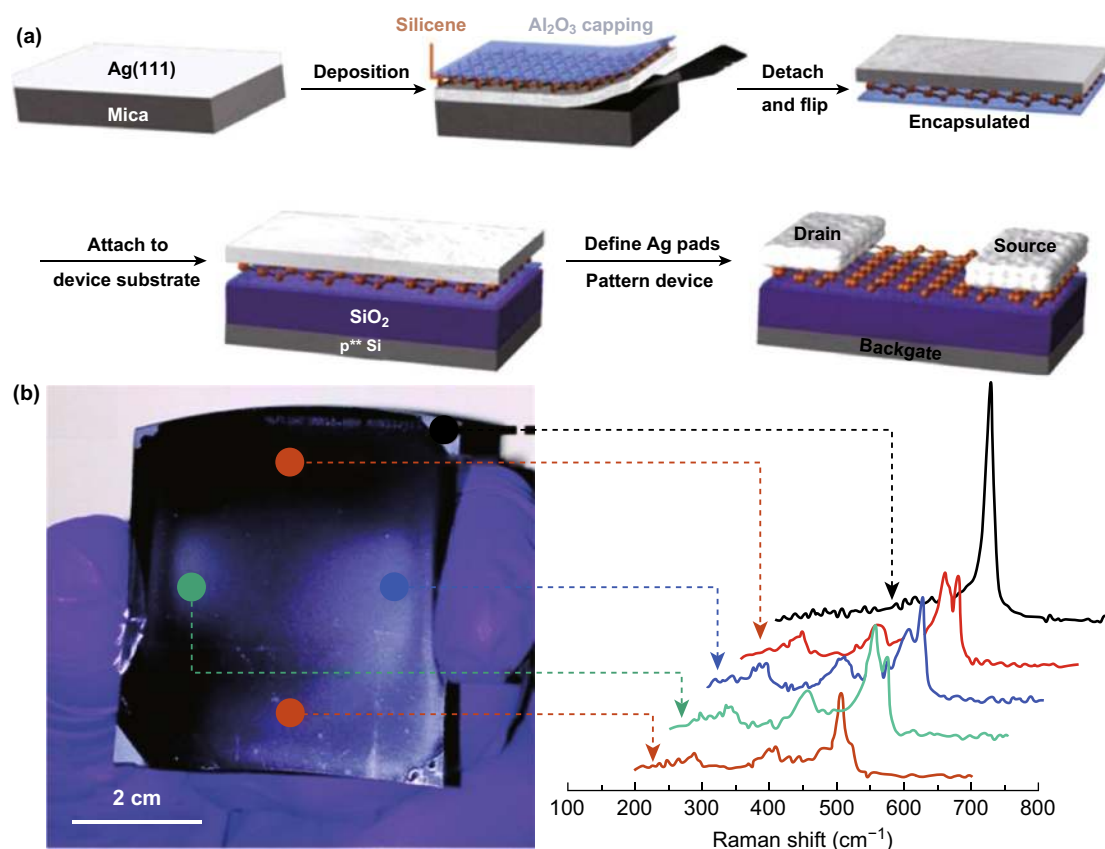 (a)
Silicene
Al₂O₃ capping
Ag(111)
Mica
Deposition
Detach
and flip
Encapsulated
Attach to
device substrate
SiO₂
p** Si
Define Ag pads
Pattern device
Drain
Source
Backgate
(b)
2 cm
100 200 300 400 500 600 700 800
Raman shift (cm⁻¹)